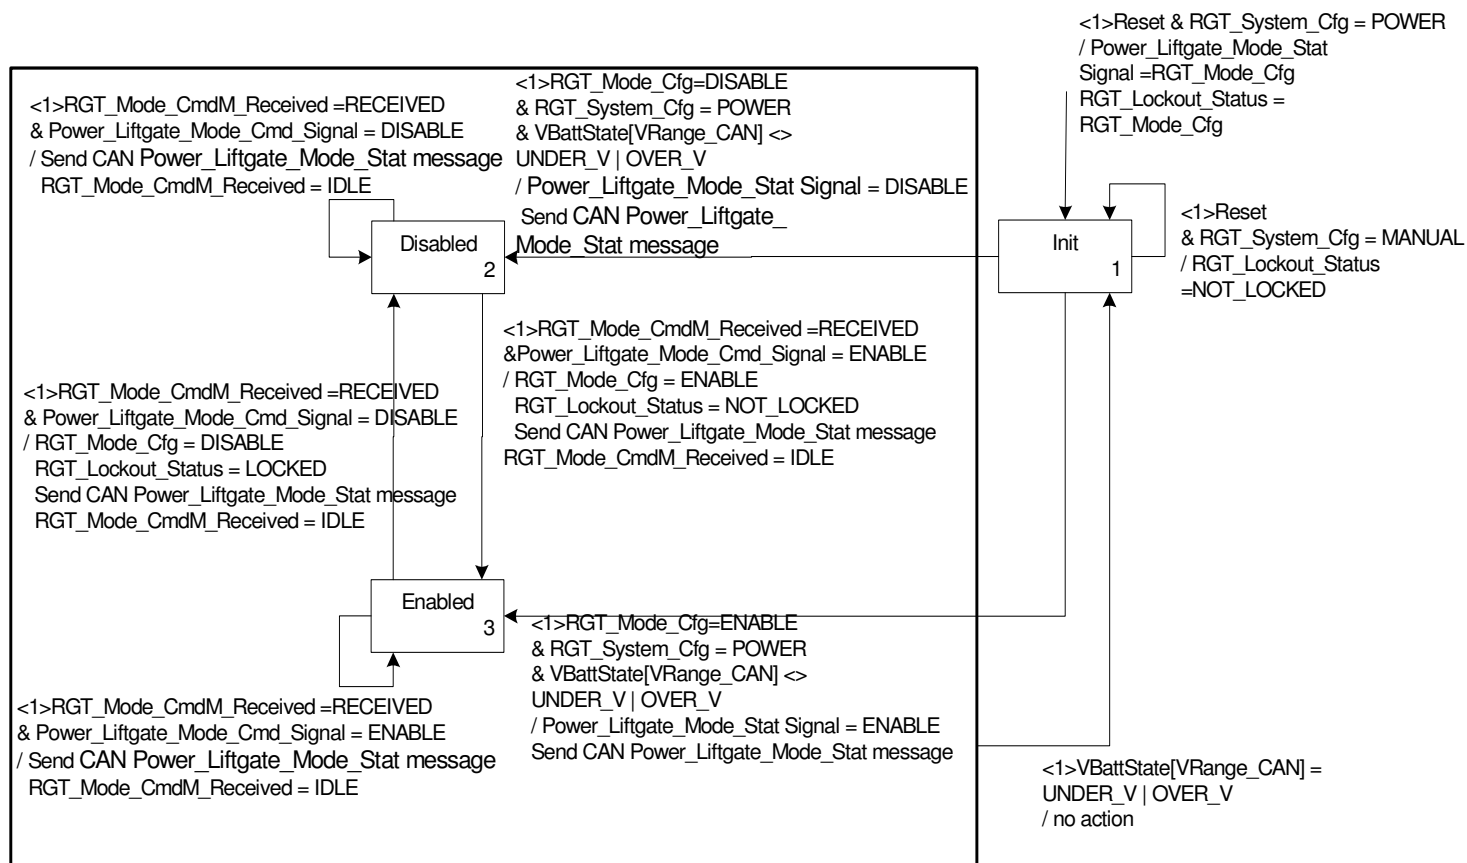 <1>Reset & RGT_System_Cfg = POWER
/ Power_Liftgate_Mode_Stat
Signal =RGT_Mode_Cfg
RGT_Lockout_Status =
RGT_Mode_Cfg
<1>RGT_Mode_CmdM_Received =RECEIVED
& Power_Liftgate_Mode_Cmd_Signal = DISABLE
/ Send CAN Power_Liftgate_Mode_Stat message
RGT_Mode_CmdM_Received = IDLE
<1>RGT_Mode_Cfg=DISABLE
& RGT_System_Cfg = POWER
& VBattState[VRange_CAN] <>
UNDER_V | OVER_V
/ Power_Liftgate_Mode_Stat Signal = DISABLE
Send CAN Power_Liftgate_
Mode_Stat message
Disabled
2
Init
1
<1>Reset
& RGT_System_Cfg = MANUAL
/ RGT_Lockout_Status
=NOT_LOCKED
<1>RGT_Mode_CmdM_Received =RECEIVED
&Power_Liftgate_Mode_Cmd_Signal = ENABLE
/ RGT_Mode_Cfg = ENABLE
RGT_Lockout_Status = NOT_LOCKED
Send CAN Power_Liftgate_Mode_Stat message
RGT_Mode_CmdM_Received = IDLE
<1>RGT_Mode_CmdM_Received =RECEIVED
& Power_Liftgate_Mode_Cmd_Signal = DISABLE
/ RGT_Mode_Cfg = DISABLE
RGT_Lockout_Status = LOCKED
Send CAN Power_Liftgate_Mode_Stat message
RGT_Mode_CmdM_Received = IDLE
Enabled
3
<1>RGT_Mode_Cfg=ENABLE
& RGT_System_Cfg = POWER
& VBattState[VRange_CAN] <>
UNDER_V | OVER_V
/ Power_Liftgate_Mode_Stat Signal = ENABLE
Send CAN Power_Liftgate_Mode_Stat message
<1>RGT_Mode_CmdM_Received =RECEIVED
& Power_Liftgate_Mode_Cmd_Signal = ENABLE
/ Send CAN Power_Liftgate_Mode_Stat message
RGT_Mode_CmdM_Received = IDLE
<1>VBattState[VRange_CAN] =
UNDER_V | OVER_V
/ no action